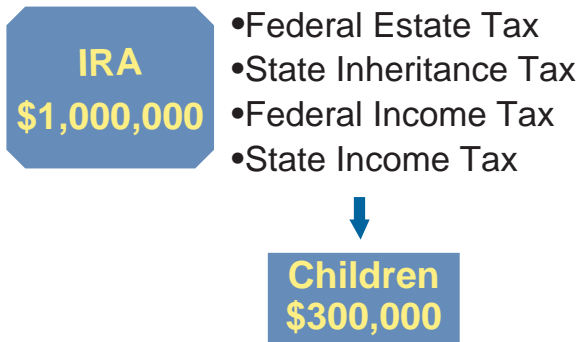 IRA
$1,000,000
•Federal Estate Tax
•State Inheritance Tax
•Federal Income Tax
•State Income Tax
Children
$300,000